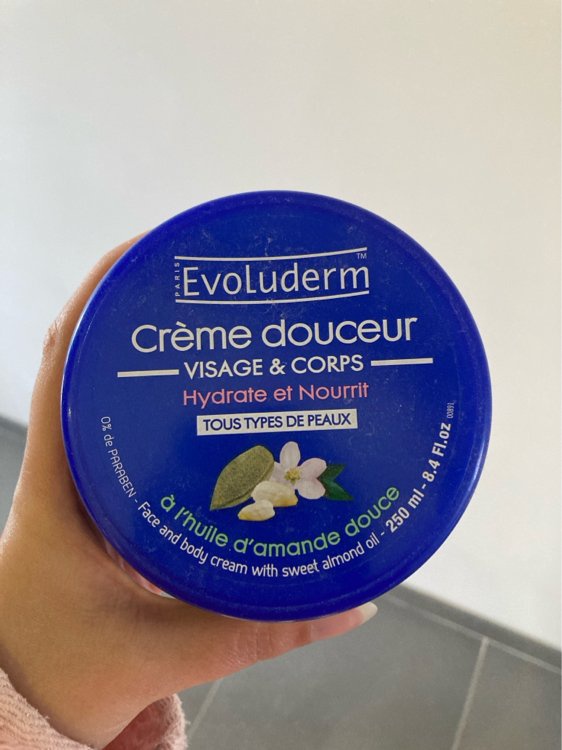 PARIS
Evoluderm™
Crème douceur
VISAGE & CORPS
Hydrate et Nourrit
TOUS TYPES DE PEAUX
à l'huile d'amande douce
0% de PARABEN - Face and body cream with sweet almond oil - 250 ml - 8.4 Fl.oz